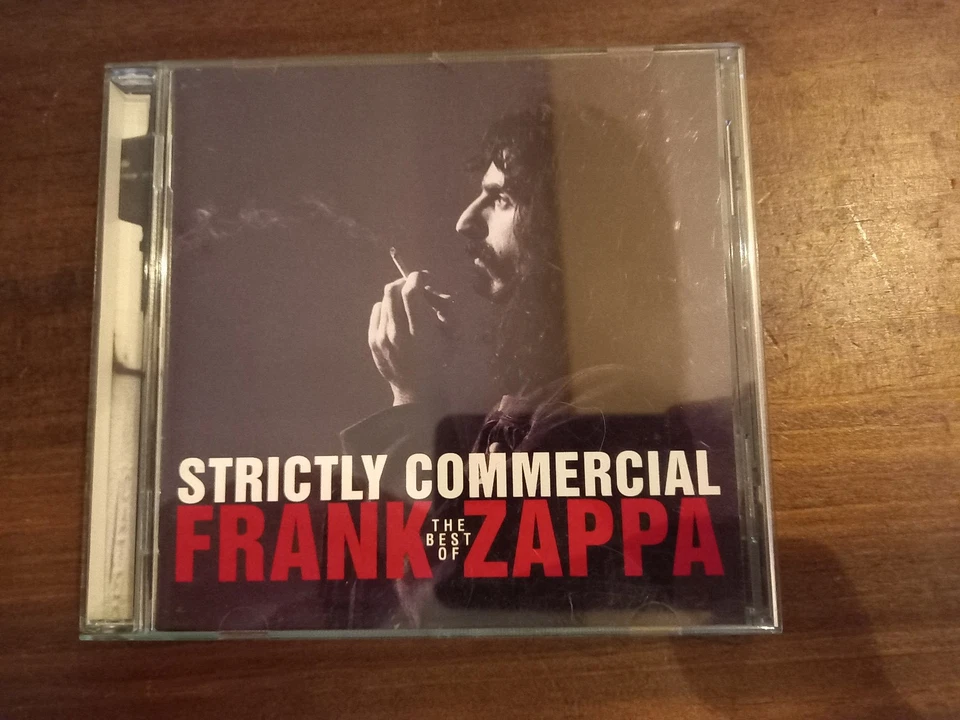 STRICTLY COMMERCIAL
FRANK THE BEST OF ZAPPA